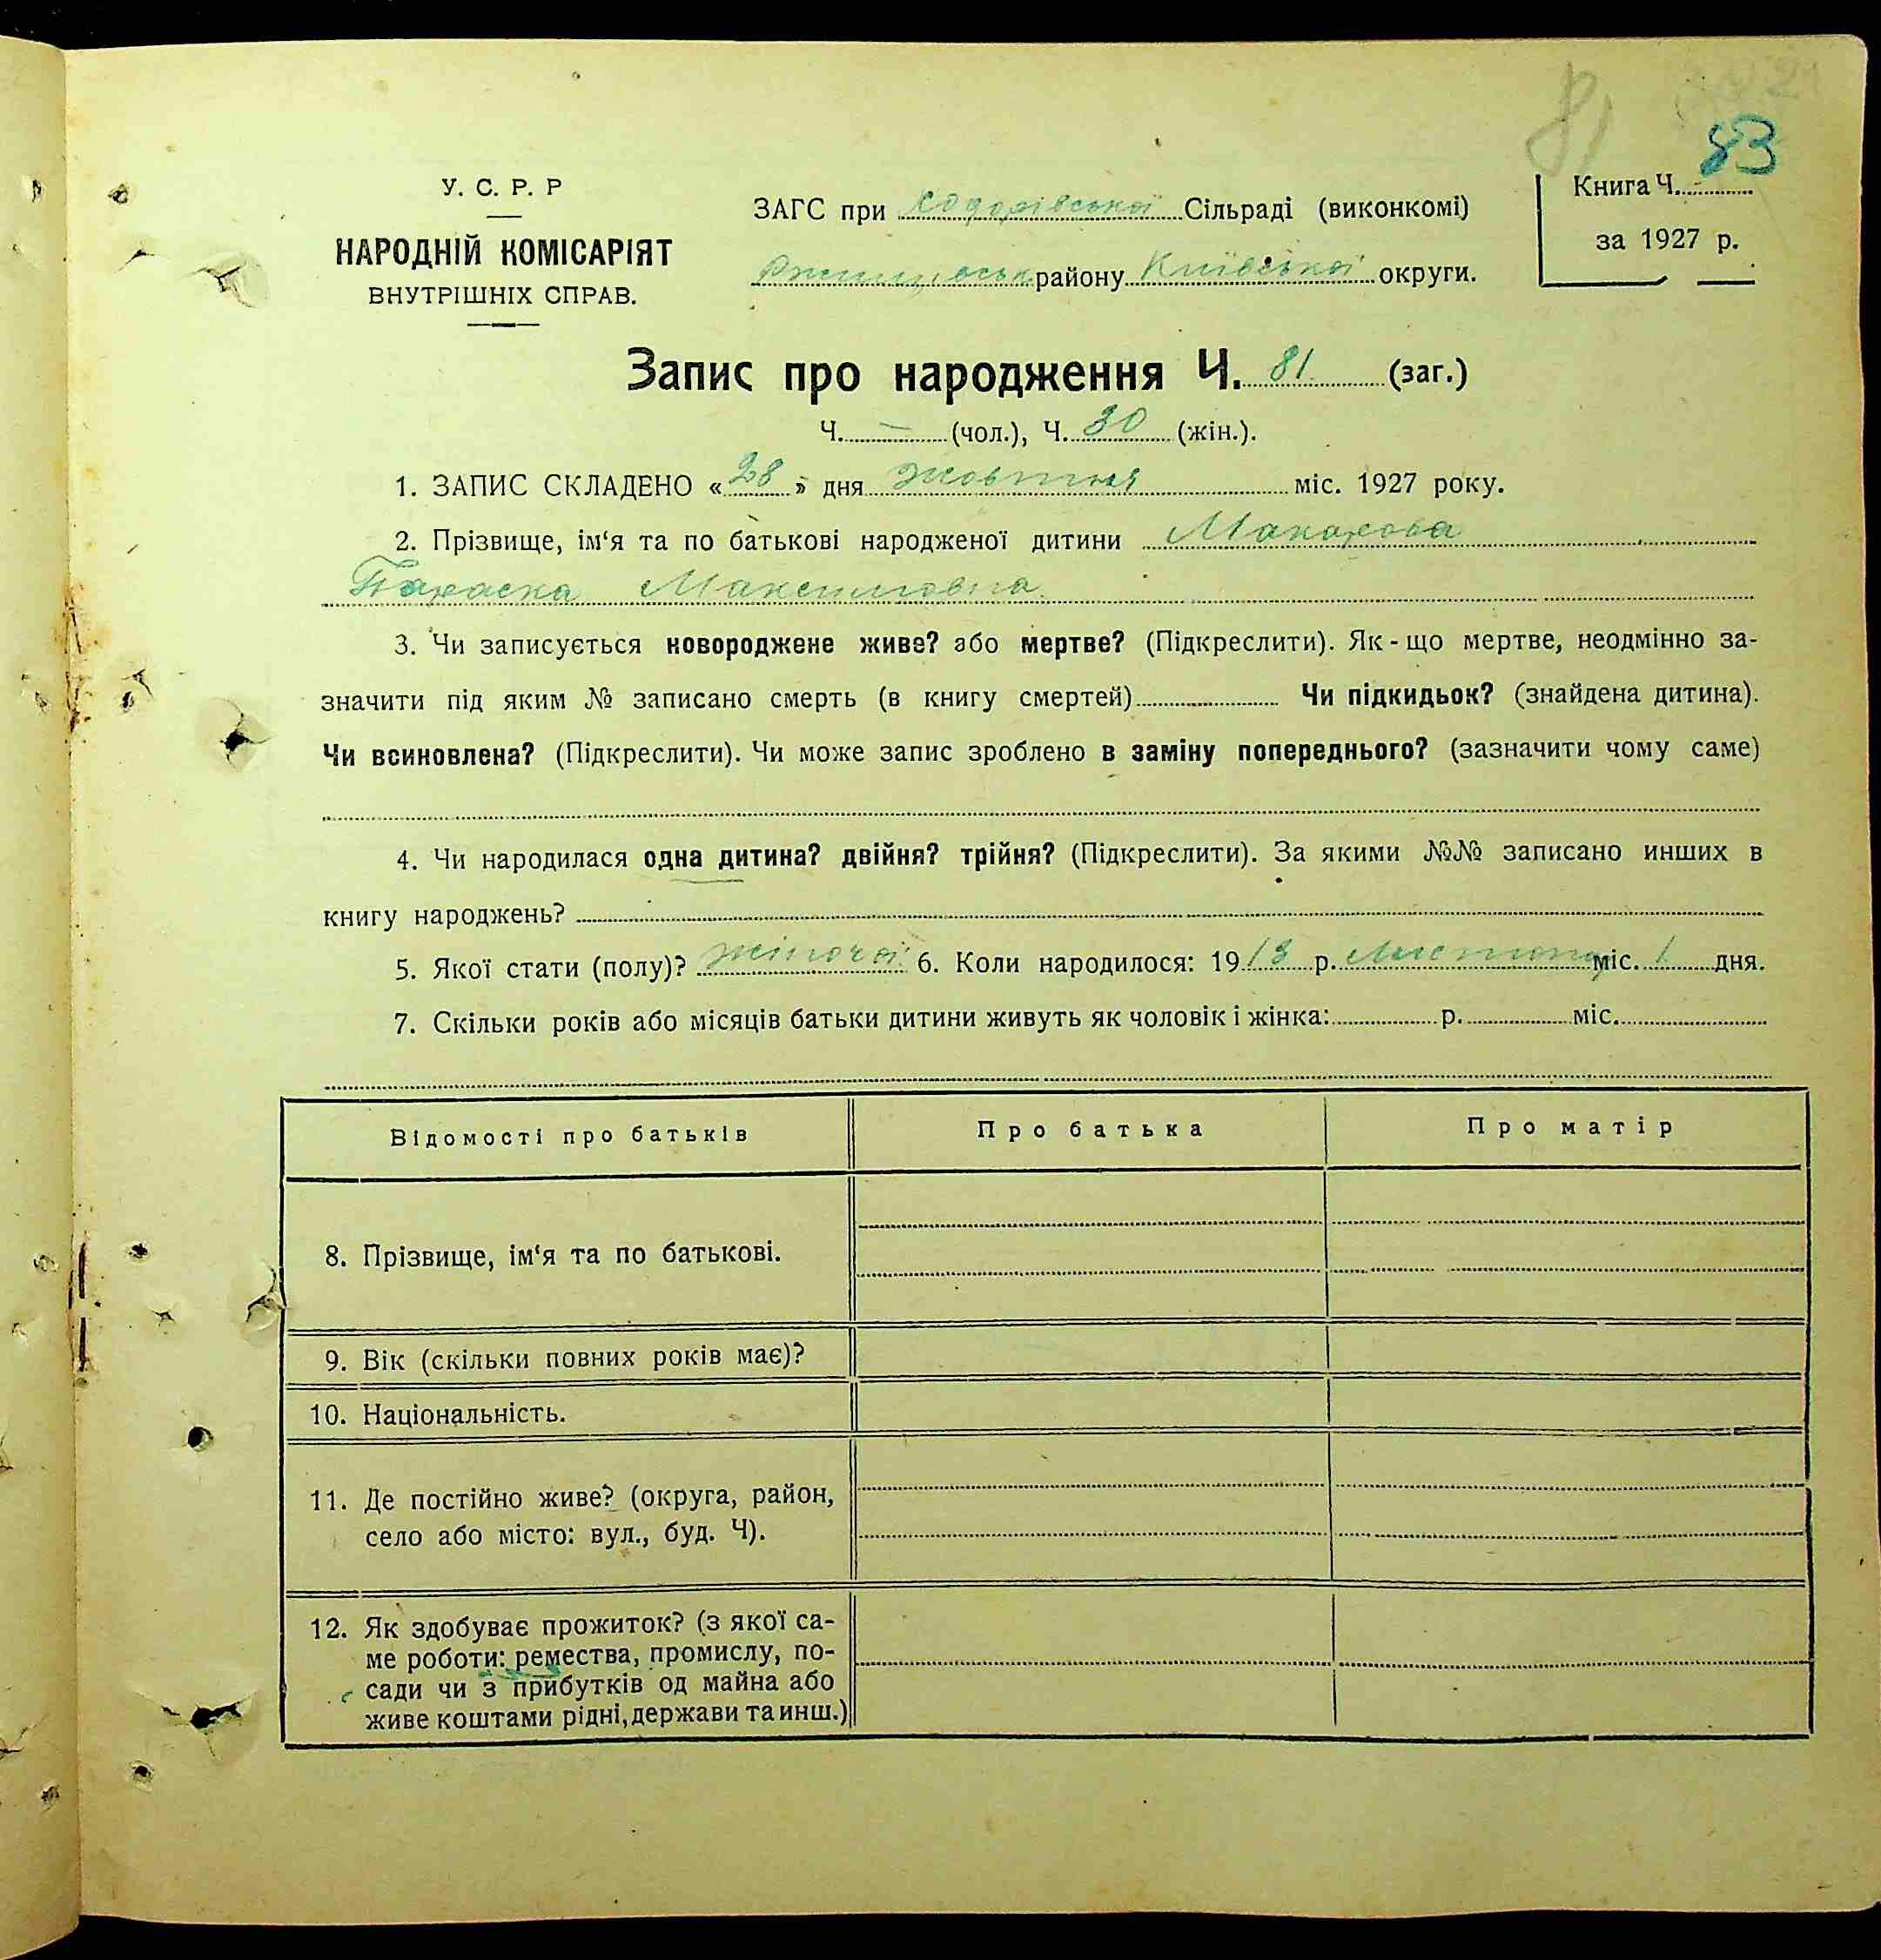 81
83
У. С. Р. Р
НАРОДНІЙ КОМІСАРІЯТ
ВНУТРІШНІХ СПРАВ.
ЗАГС при Ходорівської Сільраді (виконкомі)
Ржищівськ району Київської округи.
Книга Ч.
за 1927 р.
Запис про народження Ч. 81 (заг.)
Ч. — (чол.), Ч. 30 (жін.).
1. ЗАПИС СКЛАДЕНО «28» дня жовтня міс. 1927 року.
2. Прізвище, ім‘я та по батькові народженої дитини Макарова
Параска Максимовна
3. Чи записується новороджене живе? або мертве? (Підкреслити). Як-що мертве, неодмінно за-
значити під яким № записано смерть (в книгу смертей) Чи підкидьок? (знайдена дитина).
Чи всиновлена? (Підкреслити). Чи може запис зроблено в заміну попереднього? (зазначити чому саме)
4. Чи народилася одна дитина? двійня? трійня? (Підкреслити). За якими №№ записано инших в
книгу народжень?
5. Якої стати (полу)? жіночої 6. Коли народилося: 1913 р. Листопад міс. 1 дня.
7. Скільки років або місяців батьки дитини живуть як чоловік і жінка: р. міс.
Відомості про батьків Про батька Про матір
8. Прізвище, ім‘я та по батькові.
9. Вік (скільки повних років має)?
10. Національність.
11. Де постійно живе? (округа, район,
село або місто: вул., буд. Ч).
12. Як здобуває прожиток? (з якої са-
ме роботи: ремества, промислу, по-
сади чи з прибутків од майна або
живе коштами рідні, держави та инш.)